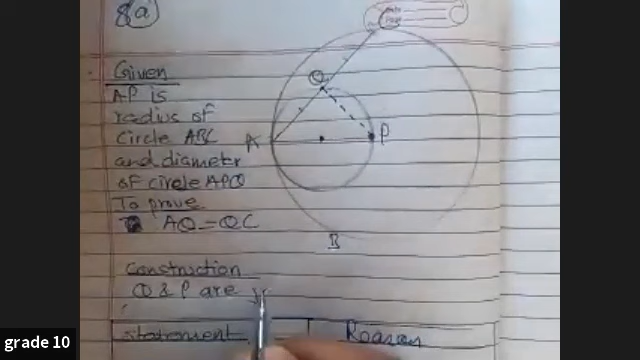 8(a)
Given
AP is
radius of
Circle ABC
and diameter
of circle APQ
To prove
AQ = QC
Q
A
P
B
Construction
Q & P are
Statement
Reason
grade 10